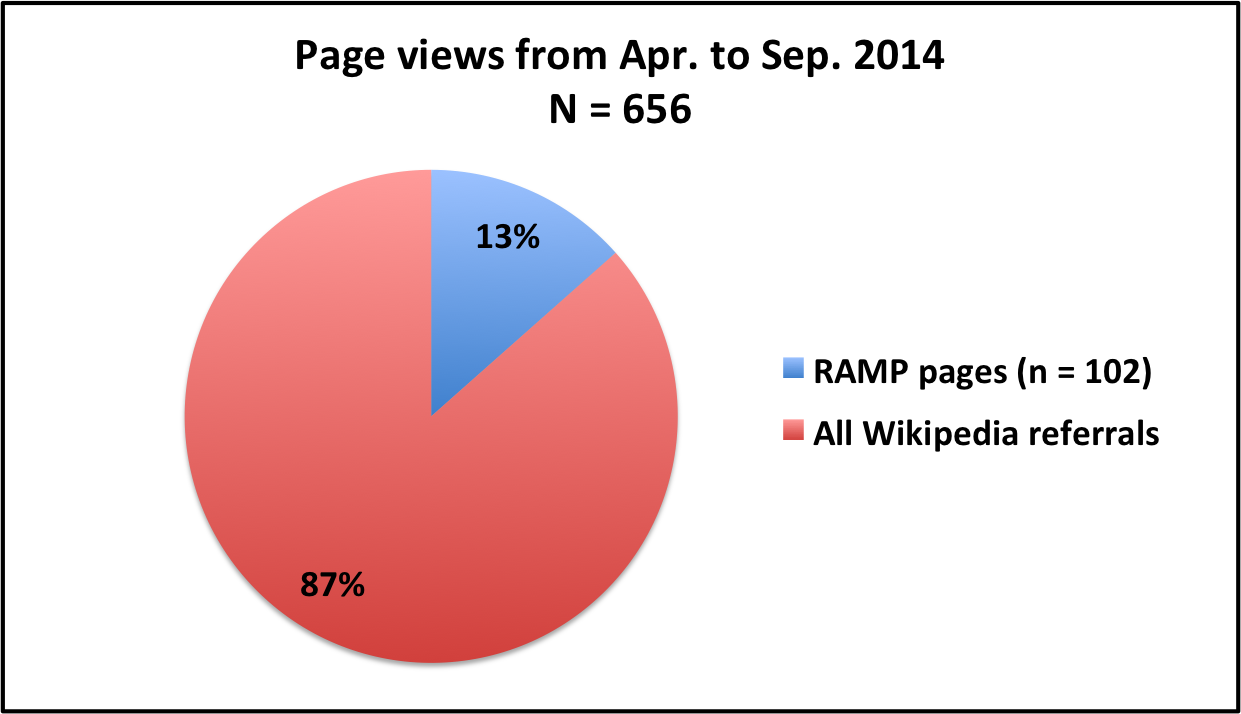 Page views from Apr. to Sep. 2014
N = 656
13%
RAMP pages (n = 102)
All Wikipedia referrals
87%